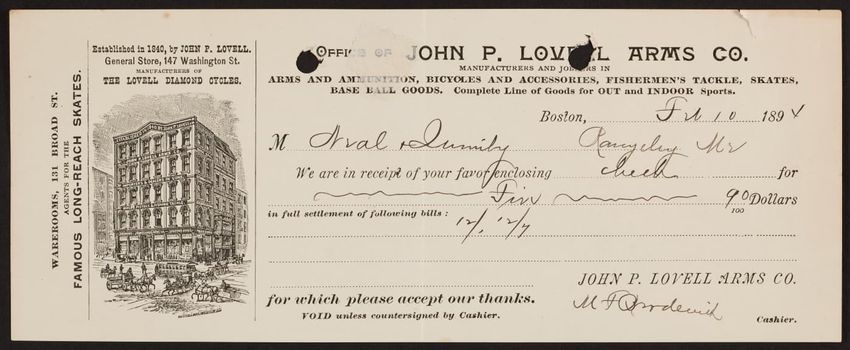 Established in 1840, by JOHN P. LOVELL.
General Store, 147 Washington St.
MANUFACTURERS OF
THE LOVELL DIAMOND CYCLES.
WAREROOMS, 131 BROAD ST.
AGENTS FOR THE
FAMOUS LONG-REACH SKATES.
OFFICE OF JOHN P. LOVELL ARMS CO.
MANUFACTURERS AND JOBBERS IN
ARMS AND AMMUNITION, BICYCLES AND ACCESSORIES, FISHERMEN'S TACKLE, SKATES,
BASE BALL GOODS. Complete Line of Goods for OUT and INDOOR Sports.
Boston, Feb 10 1894
M Neal & Quimby Rangeley Me
We are in receipt of your favor enclosing check for
Five 90/100 Dollars
in full settlement of following bills:
12/1, 12/7
JOHN P. LOVELL ARMS CO.
for which please accept our thanks.
VOID unless countersigned by Cashier.
Cashier.